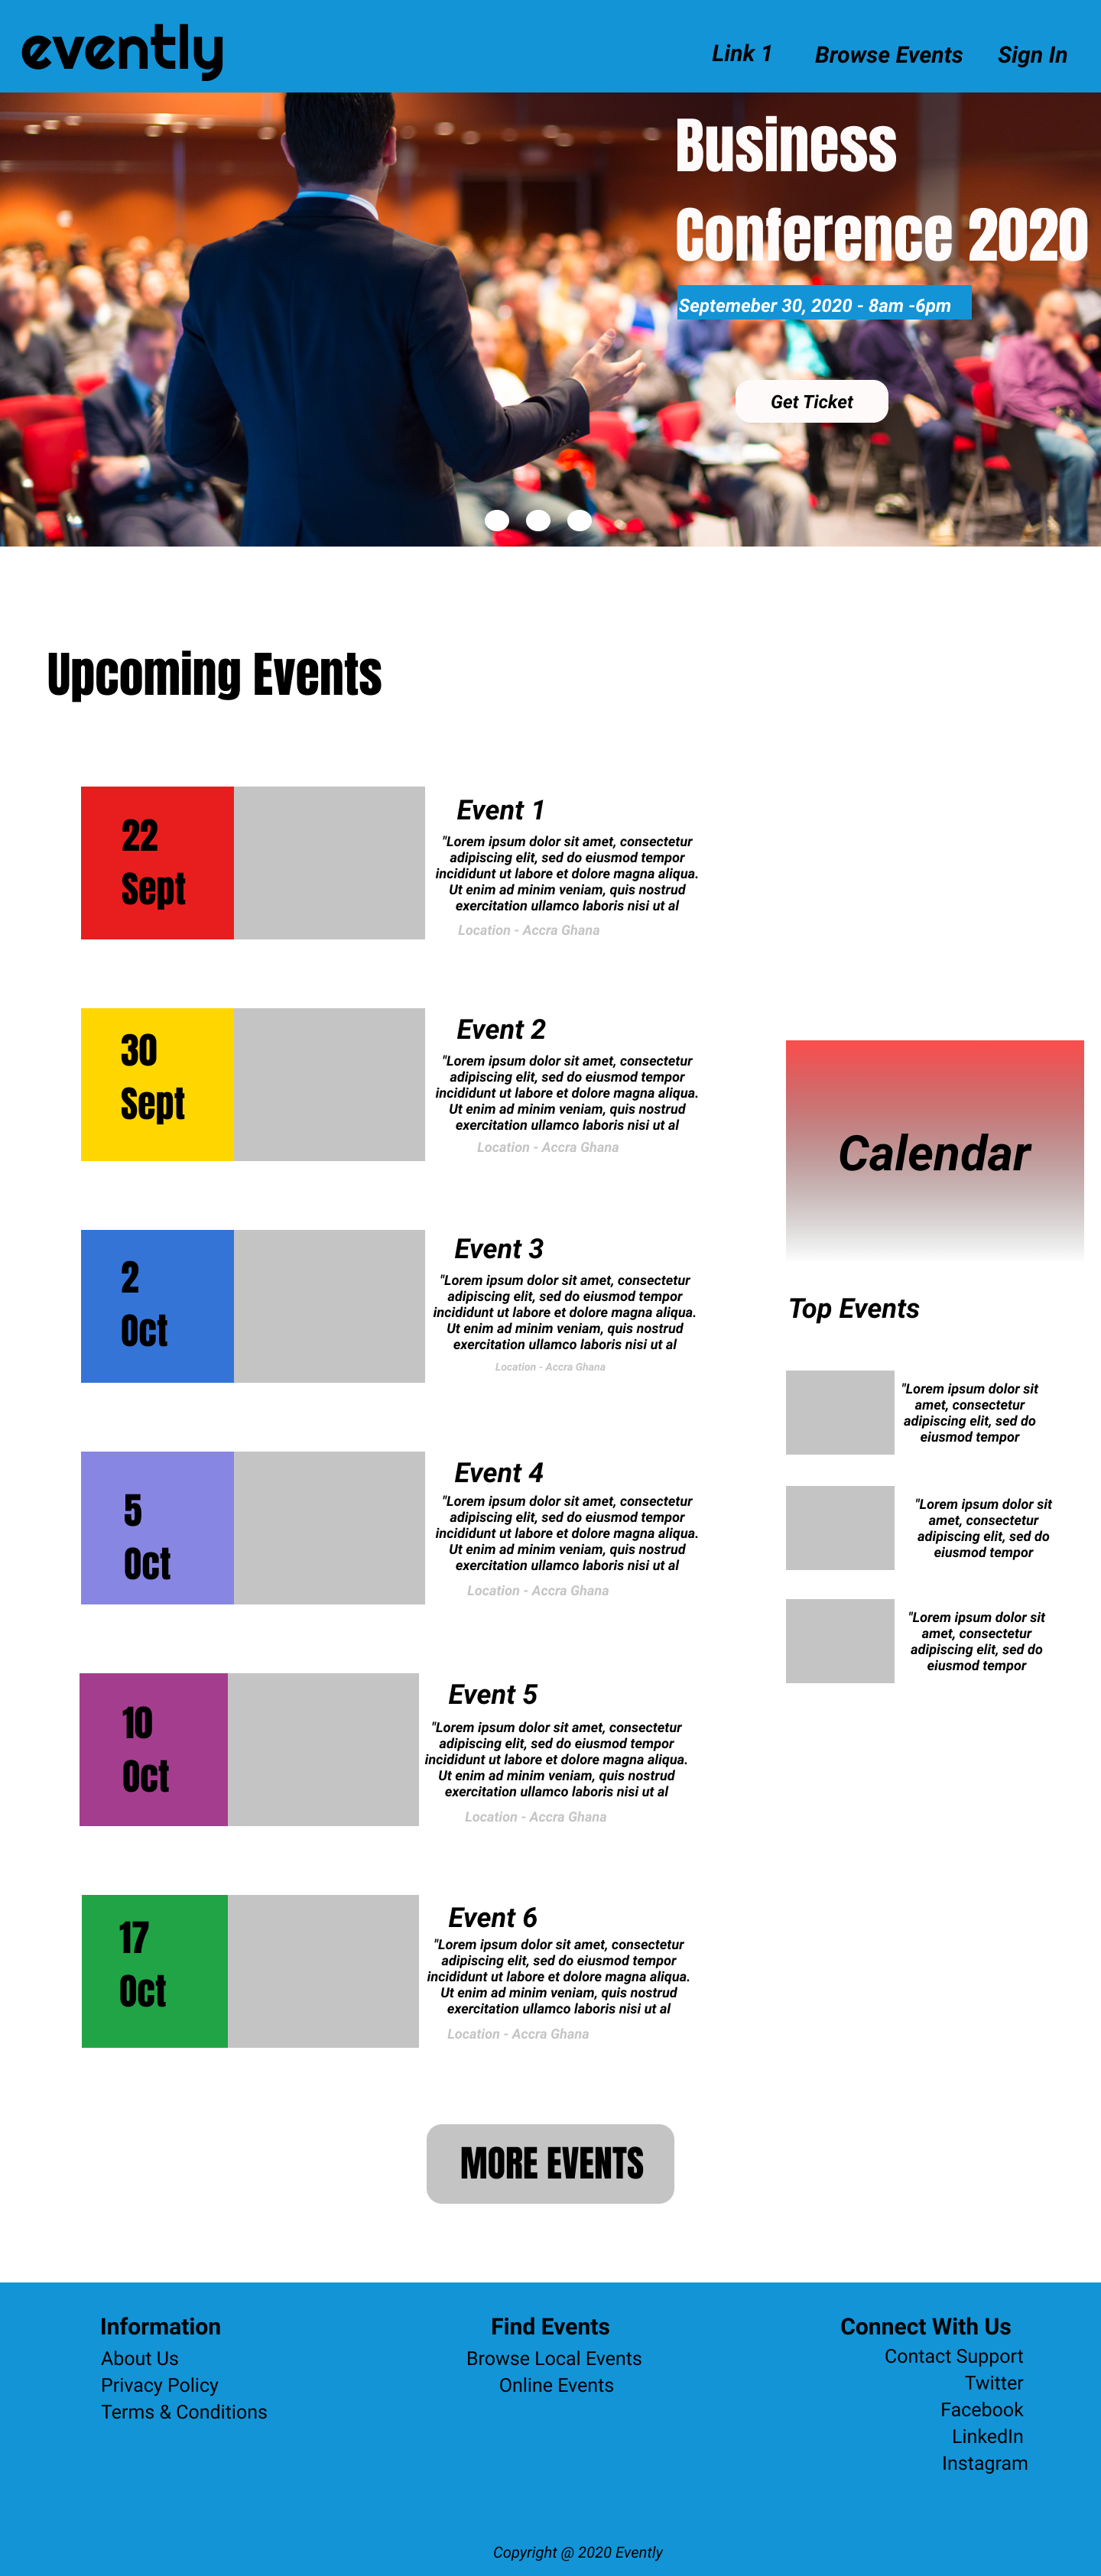 evently
Link 1
Browse Events
Sign In
Business
Conference 2020
Septemeber 30, 2020 - 8am -6pm
Get Ticket
Upcoming Events
22
Sept
Event 1
"Lorem ipsum dolor sit amet, consectetur
adipiscing elit, sed do eiusmod tempor
incididunt ut labore et dolore magna aliqua.
Ut enim ad minim veniam, quis nostrud
exercitation ullamco laboris nisi ut al
Location - Accra Ghana
30
Sept
Event 2
"Lorem ipsum dolor sit amet, consectetur
adipiscing elit, sed do eiusmod tempor
incididunt ut labore et dolore magna aliqua.
Ut enim ad minim veniam, quis nostrud
exercitation ullamco laboris nisi ut al
Location - Accra Ghana
2
Oct
Event 3
"Lorem ipsum dolor sit amet, consectetur
adipiscing elit, sed do eiusmod tempor
incididunt ut labore et dolore magna aliqua.
Ut enim ad minim veniam, quis nostrud
exercitation ullamco laboris nisi ut al
Location - Accra Ghana
5
Oct
Event 4
"Lorem ipsum dolor sit amet, consectetur
adipiscing elit, sed do eiusmod tempor
incididunt ut labore et dolore magna aliqua.
Ut enim ad minim veniam, quis nostrud
exercitation ullamco laboris nisi ut al
Location - Accra Ghana
10
Oct
Event 5
"Lorem ipsum dolor sit amet, consectetur
adipiscing elit, sed do eiusmod tempor
incididunt ut labore et dolore magna aliqua.
Ut enim ad minim veniam, quis nostrud
exercitation ullamco laboris nisi ut al
Location - Accra Ghana
17
Oct
Event 6
"Lorem ipsum dolor sit amet, consectetur
adipiscing elit, sed do eiusmod tempor
incididunt ut labore et dolore magna aliqua.
Ut enim ad minim veniam, quis nostrud
exercitation ullamco laboris nisi ut al
Location - Accra Ghana
Calendar
Top Events
"Lorem ipsum dolor sit
amet, consectetur
adipiscing elit, sed do
eiusmod tempor
"Lorem ipsum dolor sit
amet, consectetur
adipiscing elit, sed do
eiusmod tempor
"Lorem ipsum dolor sit
amet, consectetur
adipiscing elit, sed do
eiusmod tempor
MORE EVENTS
Information
About Us
Privacy Policy
Terms & Conditions
Find Events
Browse Local Events
Online Events
Connect With Us
Contact Support
Twitter
Facebook
LinkedIn
Instagram
Copyright @ 2020 Evently